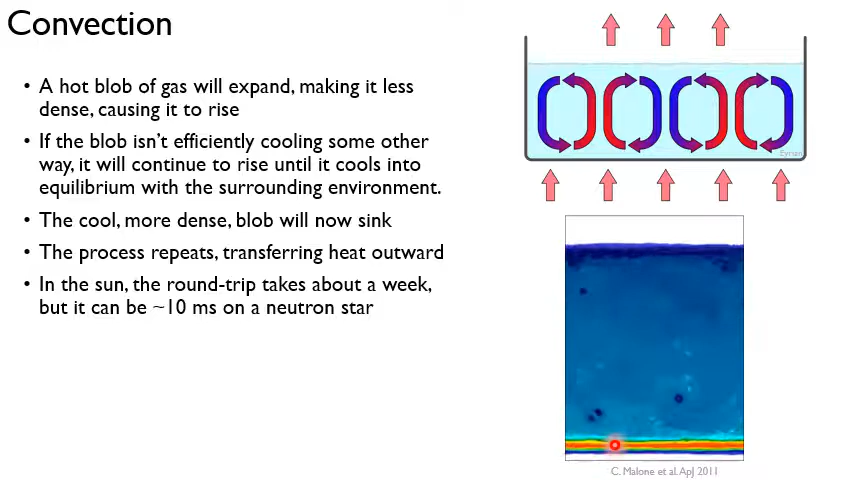 Convection
• A hot blob of gas will expand, making it less
dense, causing it to rise
• If the blob isn't efficiently cooling some other
way, it will continue to rise until it cools into
equilibrium with the surrounding environment.
• The cool, more dense, blob will now sink
• The process repeats, transferring heat outward
• In the sun, the round-trip takes about a week,
but it can be ~10 ms on a neutron star
Eyrian
C. Malone et al. ApJ 2011